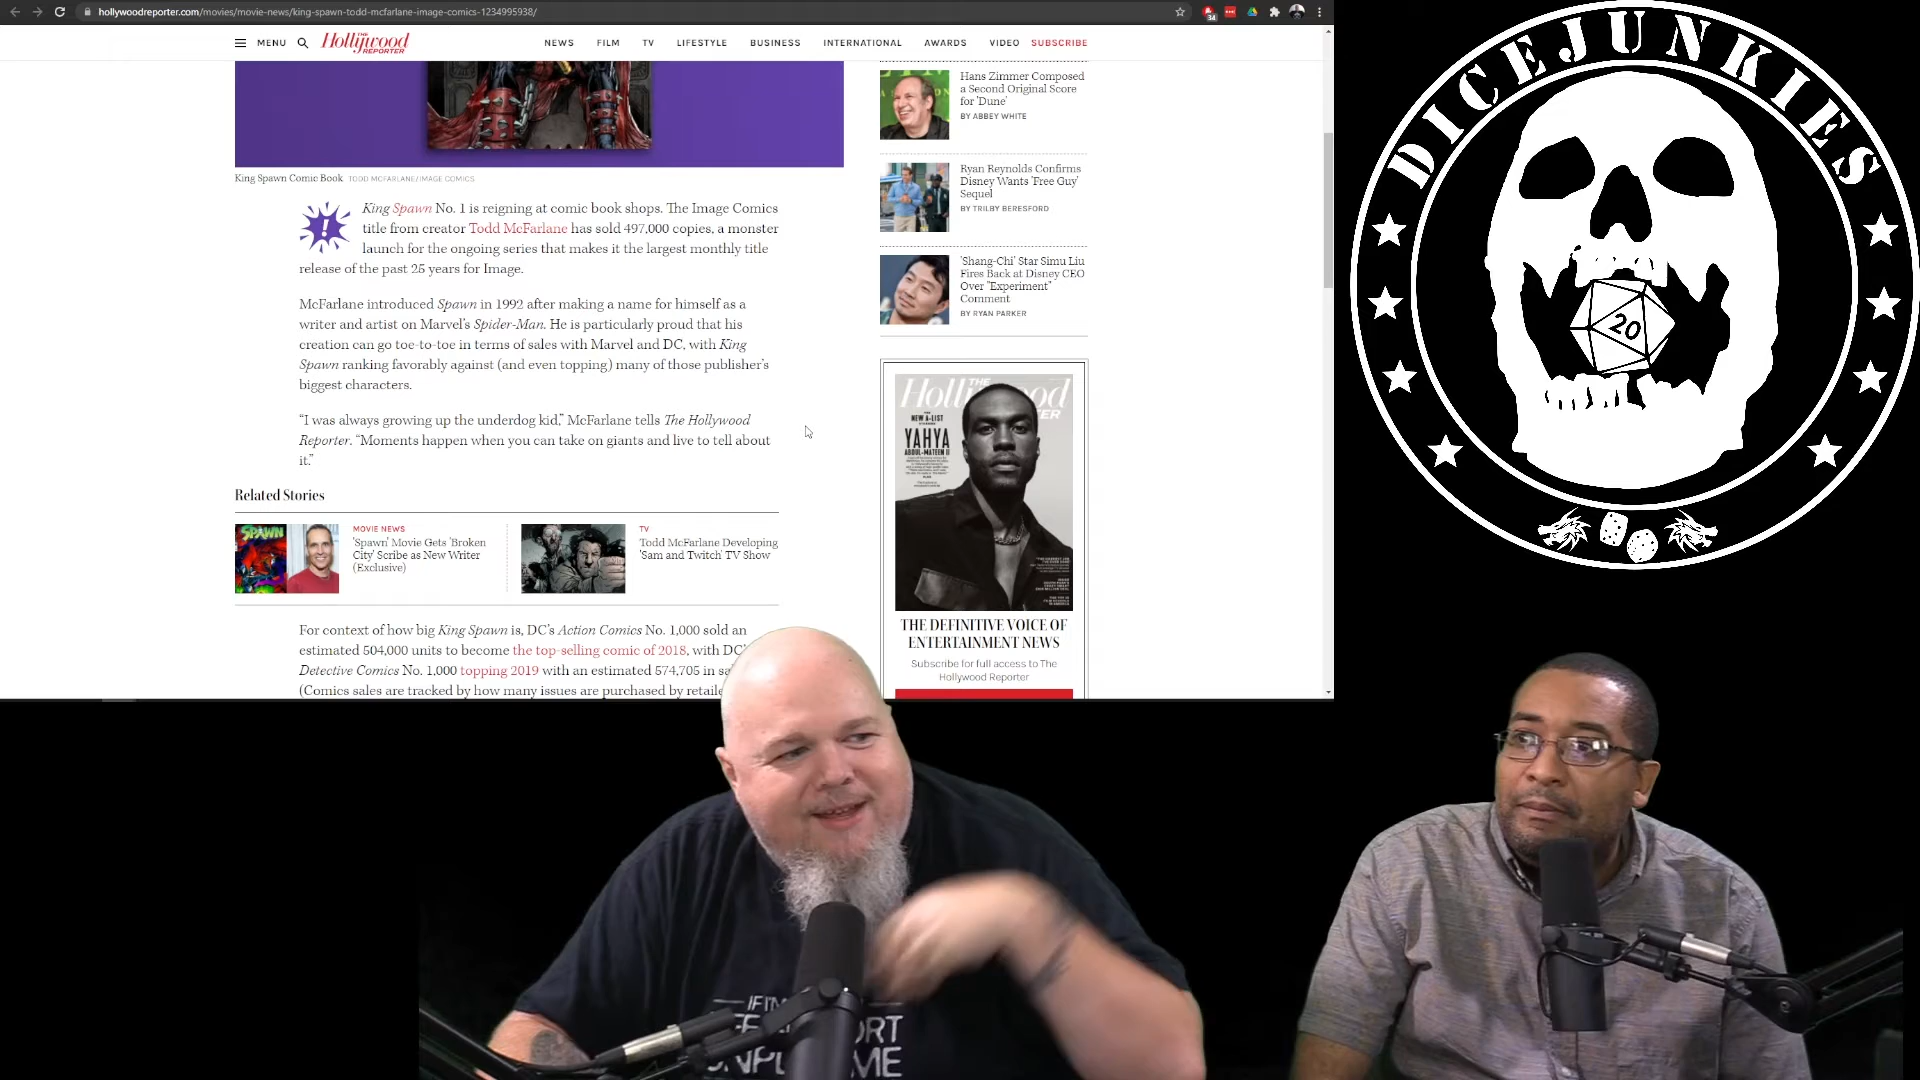 hollywoodreporter.com/movies/movie-news/king-spawn-todd-mcfarlane-image-comics-1234995938/
34
MENU
THE
Hollywood
REPORTER
NEWS
FILM
TV
LIFESTYLE
BUSINESS
INTERNATIONAL
AWARDS
VIDEO
SUBSCRIBE
King Spawn Comic Book TODD MCFARLANE/IMAGE COMICS
!
King Spawn No. 1 is reigning at comic book shops. The Image Comics
title from creator Todd McFarlane has sold 497,000 copies, a monster
launch for the ongoing series that makes it the largest monthly title
release of the past 25 years for Image.
McFarlane introduced Spawn in 1992 after making a name for himself as a
writer and artist on Marvel's Spider-Man. He is particularly proud that his
creation can go toe-to-toe in terms of sales with Marvel and DC, with King
Spawn ranking favorably against (and even topping) many of those publisher's
biggest characters.
“I was always growing up the underdog kid,” McFarlane tells The Hollywood
Reporter. “Moments happen when you can take on giants and live to tell about
it.”
Related Stories
SPAWN
MOVIE NEWS
'Spawn' Movie Gets 'Broken
City' Scribe as New Writer
(Exclusive)
TV
Todd McFarlane Developing
'Sam and Twitch' TV Show
For context of how big King Spawn is, DC's Action Comics No. 1,000 sold an
estimated 504,000 units to become the top-selling comic of 2018, with DC'
Detective Comics No. 1,000 topping 2019 with an estimated 574,705 in sa
(Comics sales are tracked by how many issues are purchased by retaile
Hans Zimmer Composed
a Second Original Score
for 'Dune'
BY ABBEY WHITE
Ryan Reynolds Confirms
Disney Wants 'Free Guy'
Sequel
BY TRILBY BERESFORD
'Shang-Chi' Star Simu Liu
Fires Back at Disney CEO
Over "Experiment"
Comment
BY RYAN PARKER
THE
NEW A-LIST
YAHYA
ABDUL-MATEEN II
THE DEFINITIVE VOICE OF
ENTERTAINMENT NEWS
Subscribe for full access to The
Hollywood Reporter
DICEJUNKIES
20
IF I'M